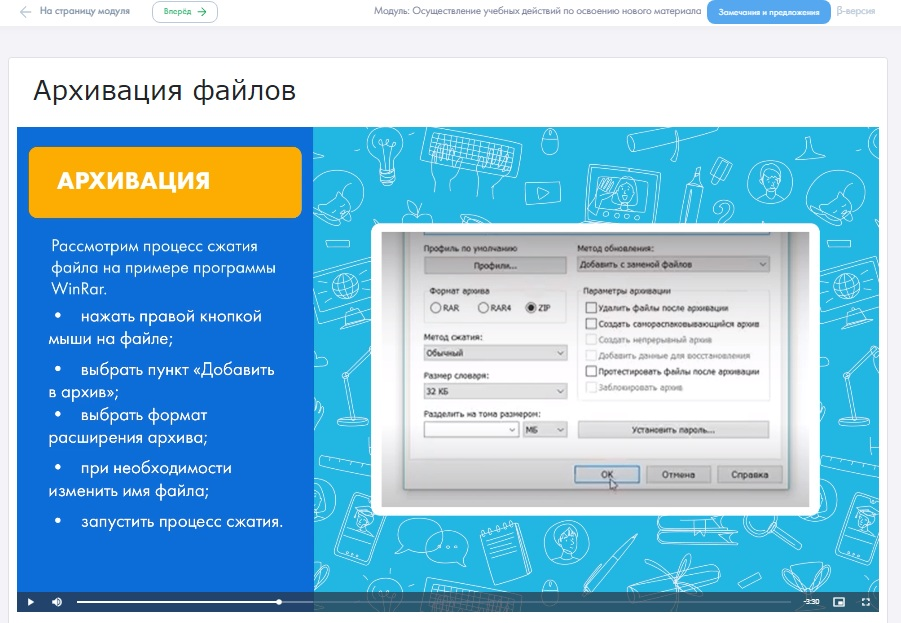 На страницу модуля
Вперёд
Модуль: Осуществление учебных действий по освоению нового материала
Замечания и предложения
β-версия
Архивация файлов
АРХИВАЦИЯ
Рассмотрим процесс сжатия
файла на примере программы
WinRar.
• нажать правой кнопкой
мыши на файле;
• выбрать пункт «Добавить
в архив»;
• выбрать формат
расширения архива;
• при необходимости
изменить имя файла;
• запустить процесс сжатия.
Профиль по умолчанию
Профили...
Метод обновления:
Добавить с заменой файлов
Формат архива
RAR
RAR4
ZIP
Метод сжатия:
Обычный
Размер словаря:
32 КБ
Разделить на тома размером:
МБ
Параметры архивации
Удалить файлы после архивации
Создать самораспаковывающийся архив
Создать непрерывный архив
Добавить данные для восстановления
Протестировать файлы после архивации
Заблокировать архив
Установить пароль...
ОК
Отмена
Справка
-3:30